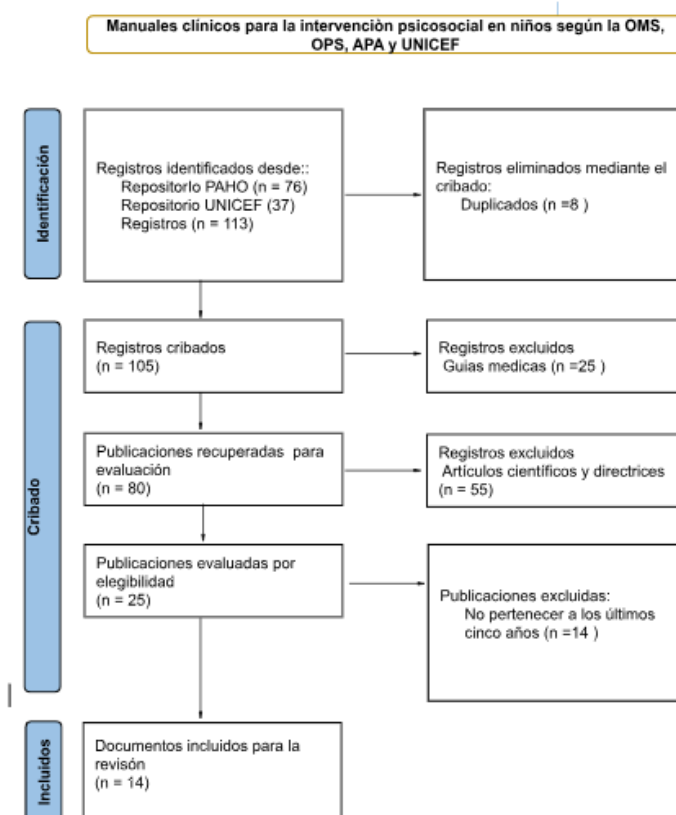 Manuales clínicos para la intervenciòn psicosocial en niños según la OMS,
OPS, APA y UNICEF
Identificación
Registros identificados desde::
RepositorIo PAHO (n = 76)
Repositorio UNICEF (37)
Registros (n = 113)
Registros eliminados mediante el
cribado:
Duplicados (n =8 )
Cribado
Registros cribados
(n = 105)
Registros excluidos
Guias medicas (n =25 )
Publicaciones recuperadas para
evaluación
(n = 80)
Registros excluidos
Artículos científicos y directrices
(n = 55)
Publicaciones evaluadas por
elegibilidad
(n = 25)
Publicaciones excluidas:
No pertenecer a los últimos
cinco años (n =14 )
Incluidos
Documentos incluidos para la
revisón
(n = 14)